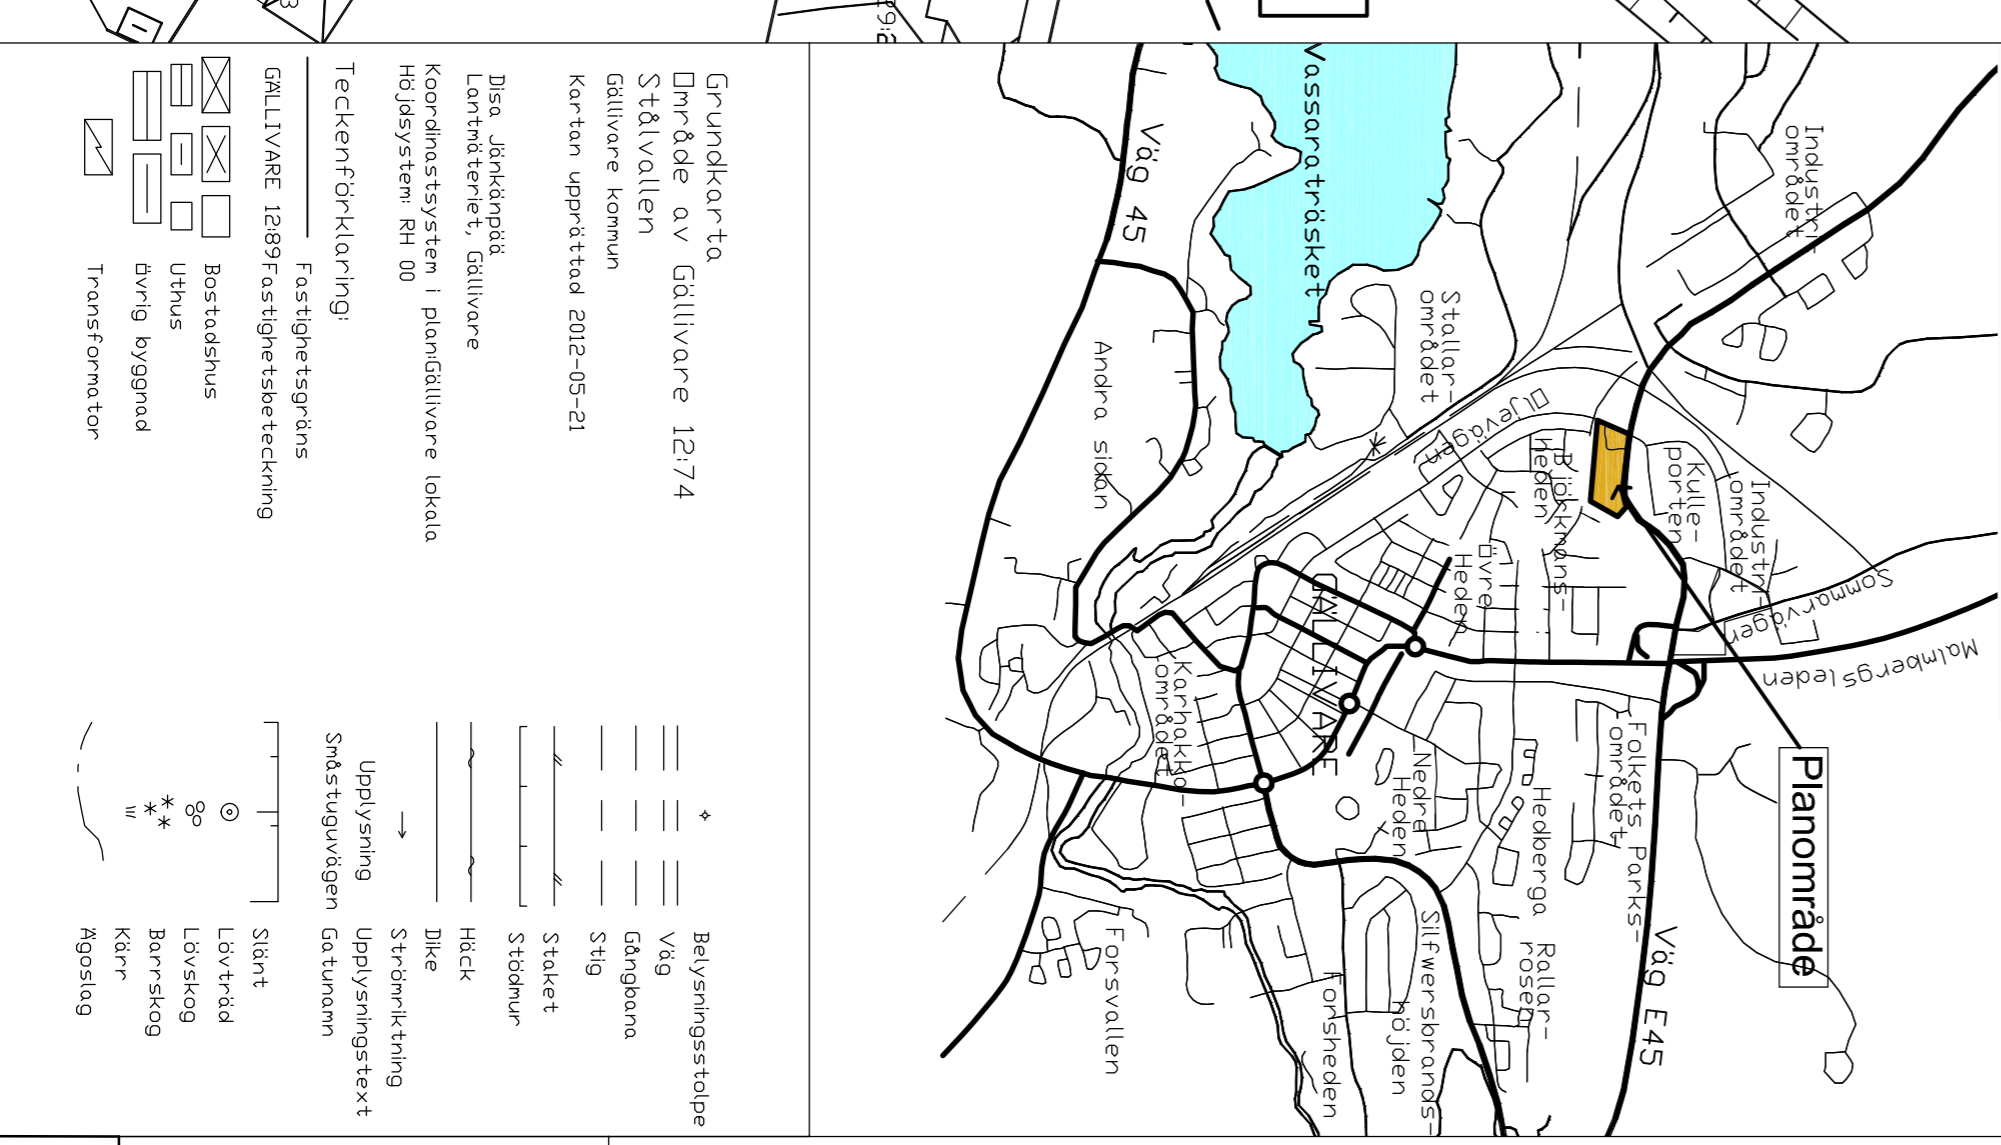 Grundkarta
Område av Gällivare 12:74
Stålvallen
Gällivare kommun
Kartan upprättad 2012-05-21
Disa Jänkänpää
Lantmäteriet, Gällivare
Koordinastsystem i plan:Gällivare lokala
Höjdsystem: RH 00
Teckenförklaring:
Fastighetsgräns
GÄLLIVARE 12:89 Fastighetsbeteckning
Bostadshus
Uthus
Övrig byggnad
Transformator
Belysningsstolpe
Väg
Gångbana
Stig
Staket
Stödmur
Häck
Dike
Strömriktning
Upplysning Upplysningstext
Småstuguvägen Gatunamn
Slänt
Lövträd
Lövskog
Barrskog
Kärr
Ägoslag
Industri-
området
Vassaraträsket
Väg 45
Stallar-
området
Andra sidan
Oljevägen
Björkmans-
heden
Kulle-
porten
Industri-
området
Sommarvägen
Malmbergsleden
Övre
Heden
GÄLLIVARE
Karhakka-
området
Nedre
Heden
Folkets Parks-
området
Hedberga
Planområde
Väg E45
Rallar-
rosen
Silfwersbrands-
höjden
Forsheden
Forsvallen